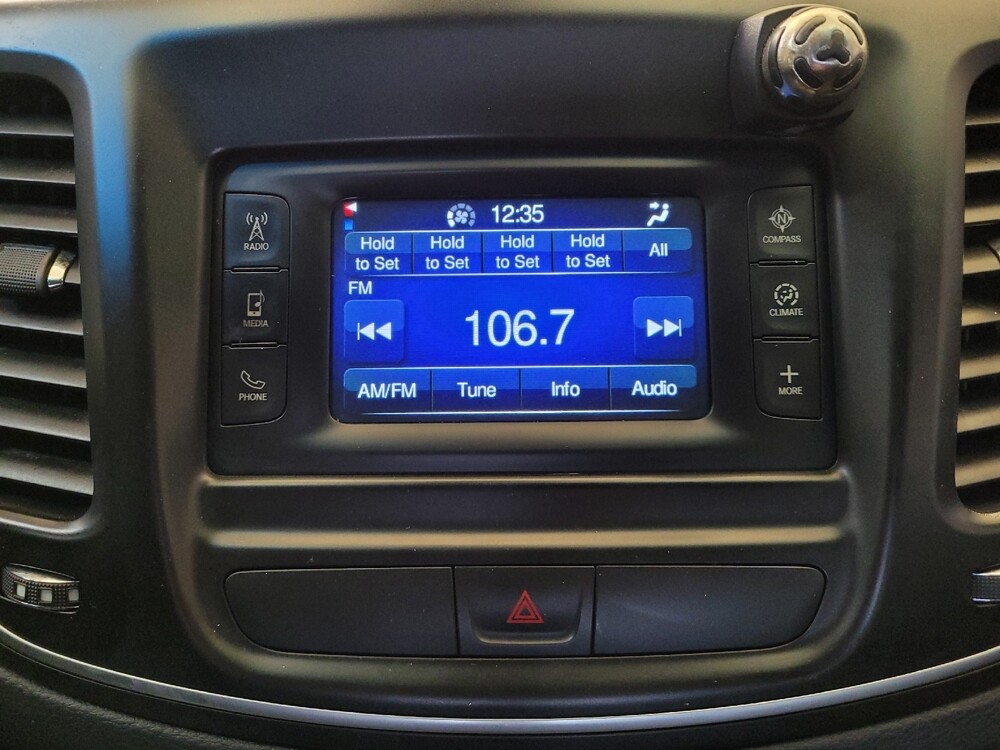 12:35
Hold to Set
Hold to Set
Hold to Set
Hold to Set
All
FM
106.7
AM/FM Tune Info Audio
RADIO
MEDIA
PHONE
N
COMPASS
CLIMATE
MORE